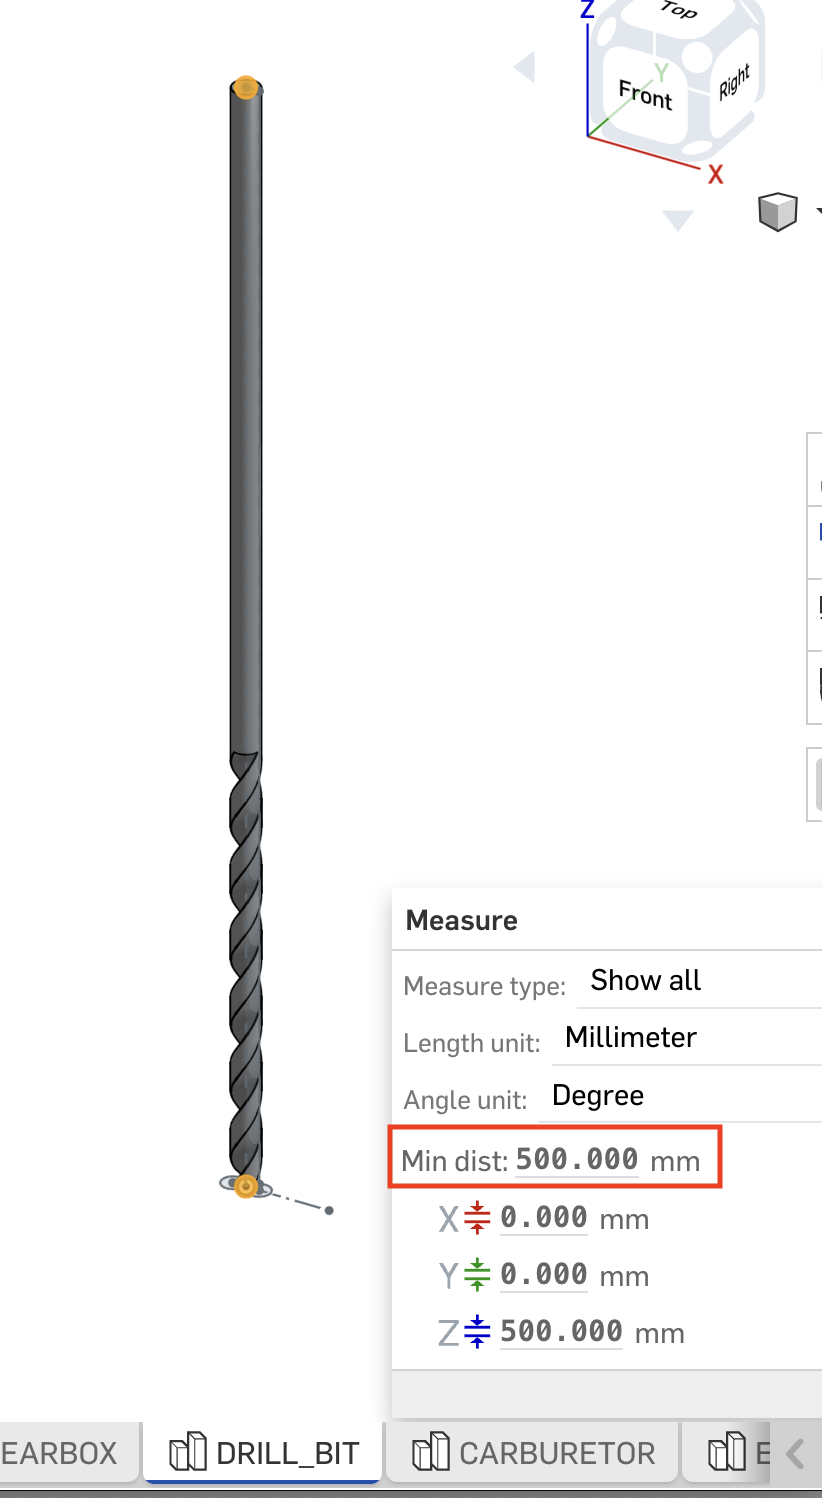 Z
Top
Y
Front
Right
X
Measure
Measure type: Show all
Length unit: Millimeter
Angle unit: Degree
Min dist: 500.000 mm
X 0.000 mm
Y 0.000 mm
Z 500.000 mm
EARBOX DRILL_BIT CARBURETOR E